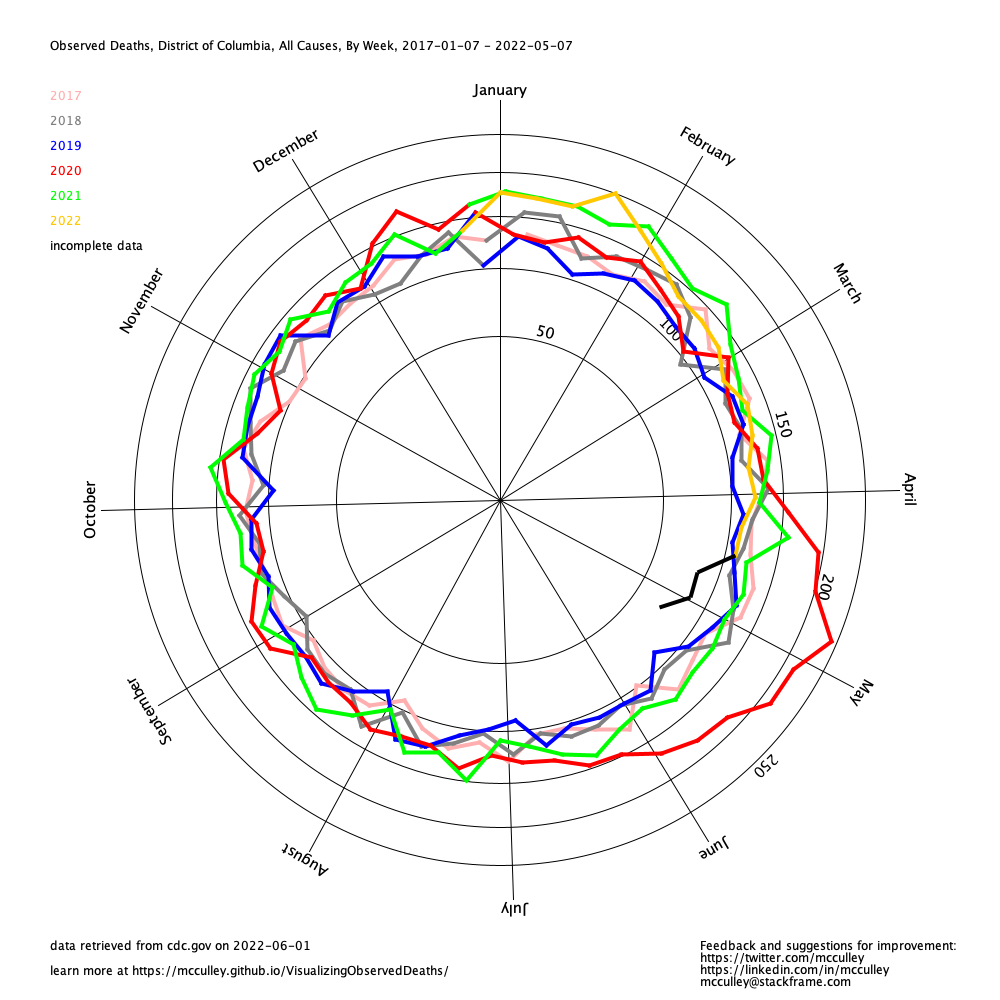 Observed Deaths, District of Columbia, All Causes, By Week, 2017-01-07 - 2022-05-07
2017
2018
2019
2020
2021
2022
incomplete data
January
February
March
April
May
June
July
August
September
October
November
December
50
100
150
200
250
data retrieved from cdc.gov on 2022-06-01
learn more at https://mcculley.github.io/VisualizingObservedDeaths/
Feedback and suggestions for improvement:
https://twitter.com/mcculley
https://linkedin.com/in/mcculley
mcculley@stackframe.com